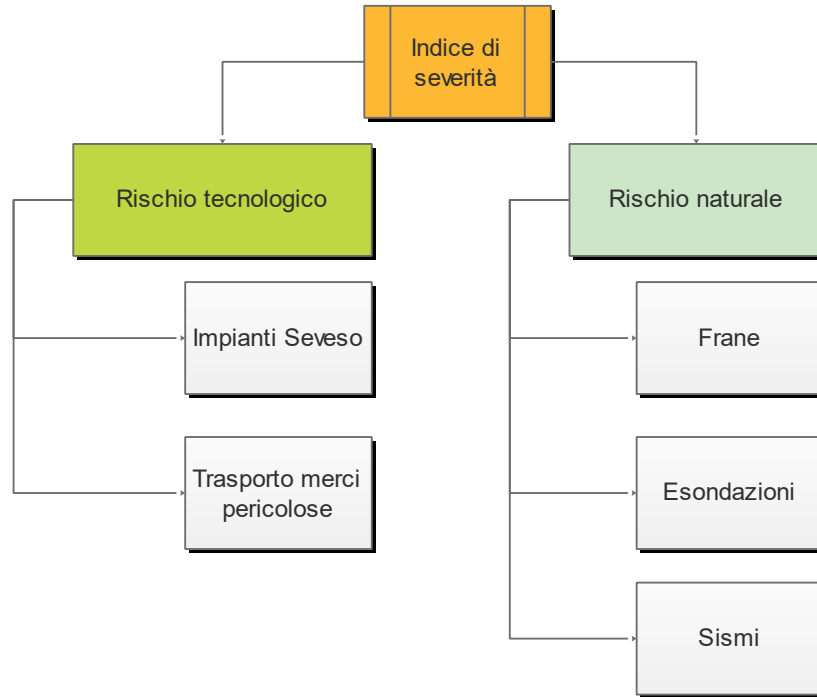 Indice di
severità
Rischio tecnologico
Rischio naturale
Impianti Seveso
Frane
Trasporto merci
pericolose
Esondazioni
Sismi